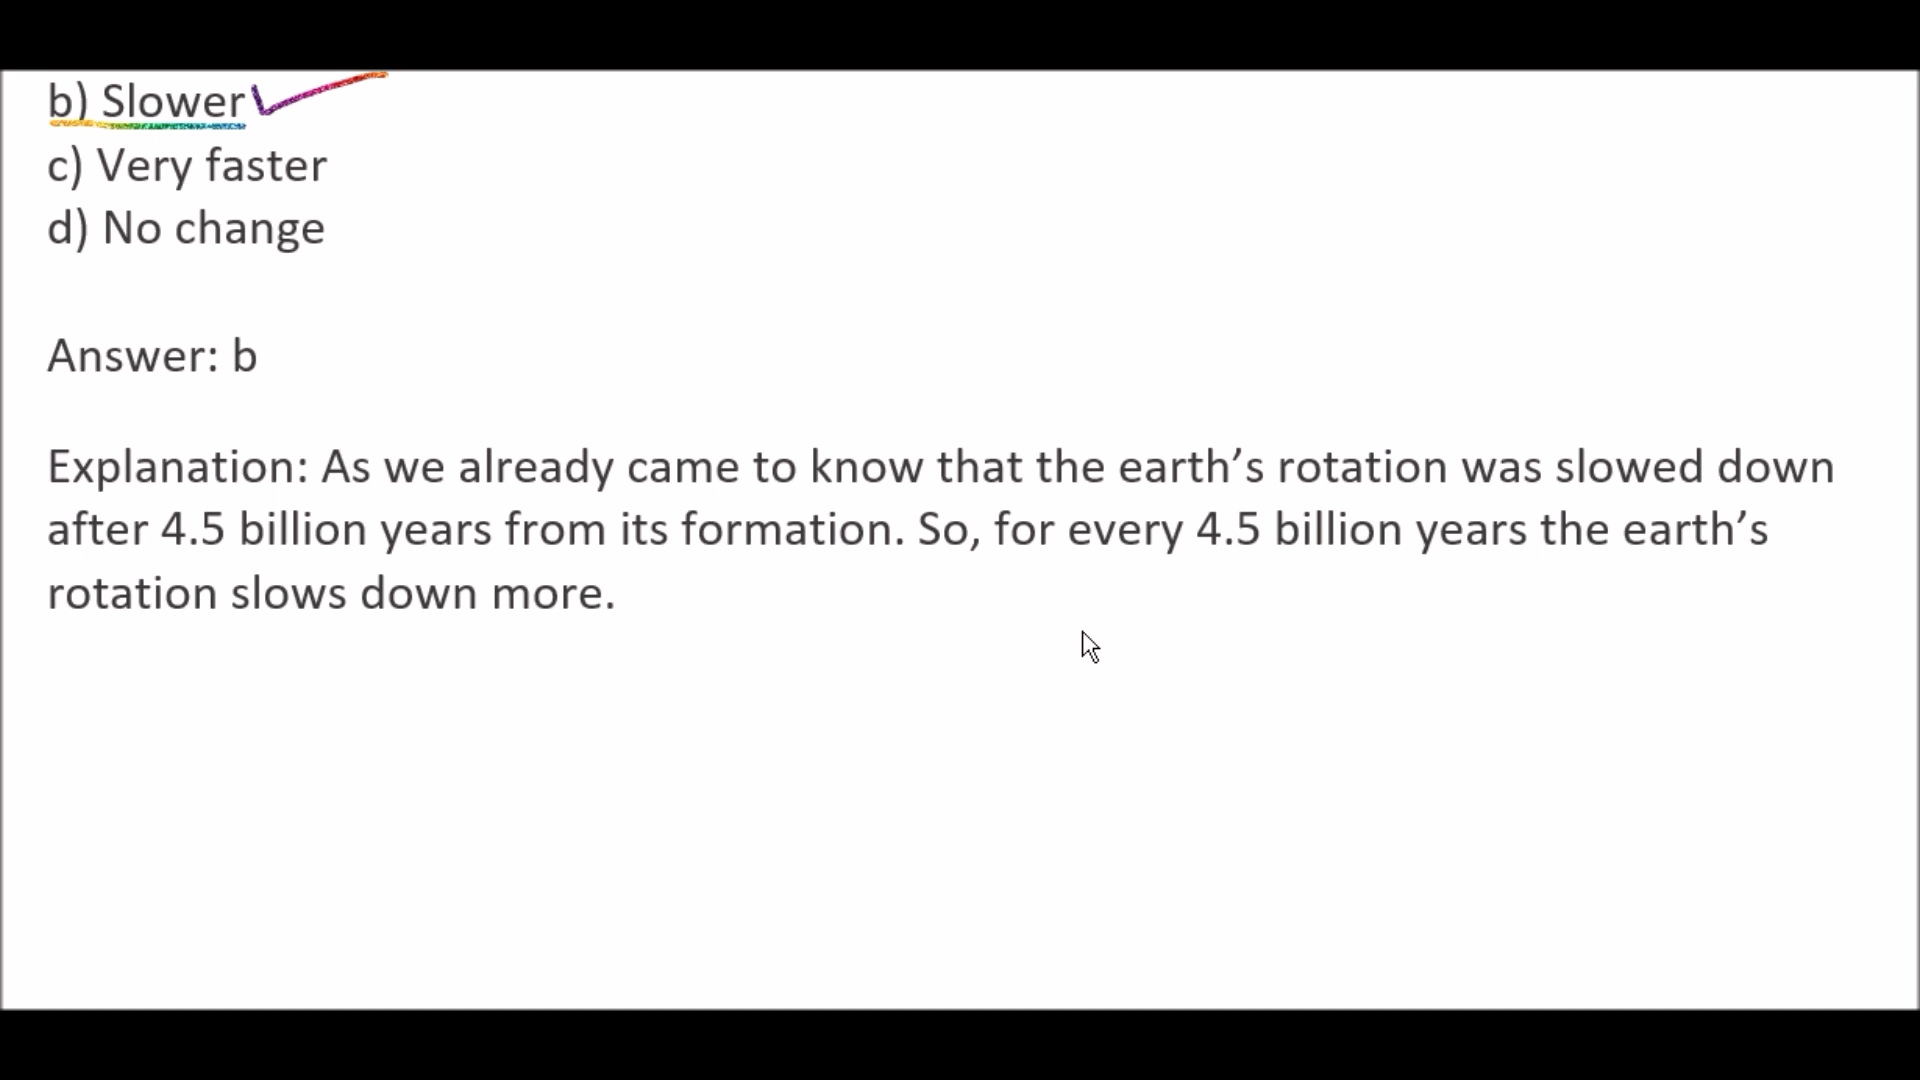 b) Slower
c) Very faster
d) No change
Answer: b
Explanation: As we already came to know that the earth’s rotation was slowed down
after 4.5 billion years from its formation. So, for every 4.5 billion years the earth’s
rotation slows down more.